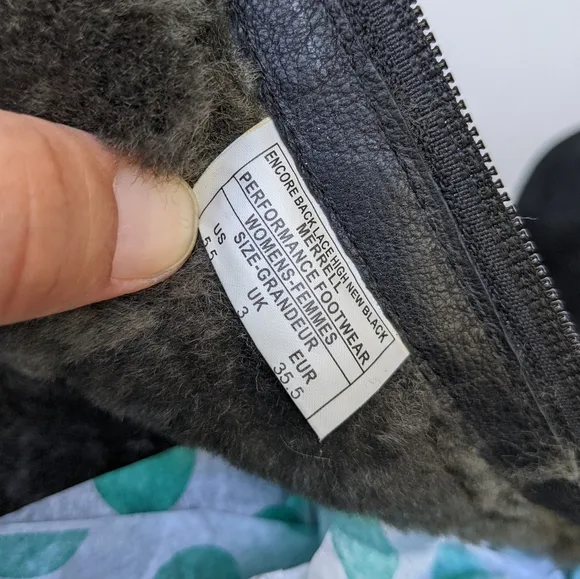 ENCORE BACK LACE HIGH NEW BLACK
MERRELL
PERFORMANCE FOOTWEAR
WOMENS-FEMMES
SIZE-GRANDEUR
US UK EUR
5.5 3 35.5